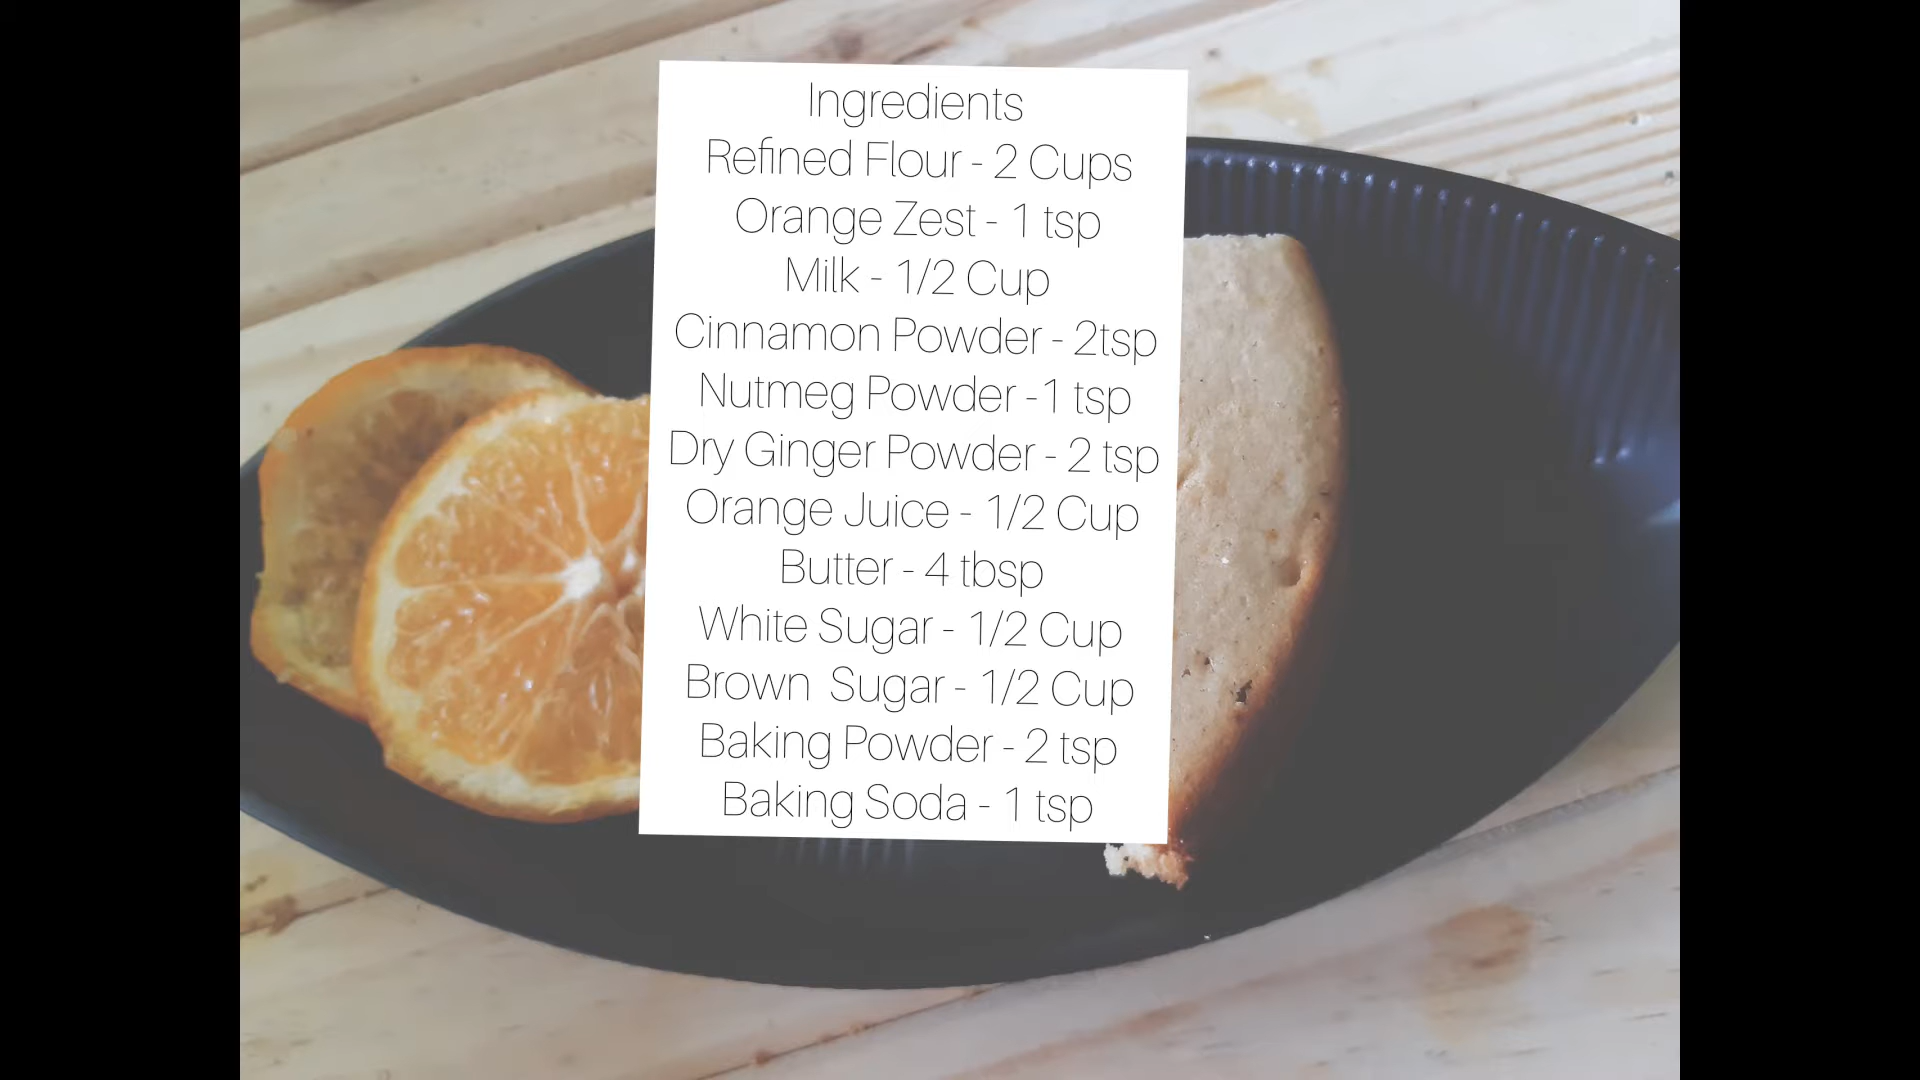 Ingredients
Refined Flour - 2 Cups
Orange Zest - 1 tsp
Milk - 1/2 Cup
Cinnamon Powder - 2tsp
Nutmeg Powder -1 tsp
Dry Ginger Powder - 2 tsp
Orange Juice - 1/2 Cup
Butter - 4 tbsp
White Sugar - 1/2 Cup
Brown  Sugar - 1/2 Cup
Baking Powder - 2 tsp
Baking Soda - 1 tsp